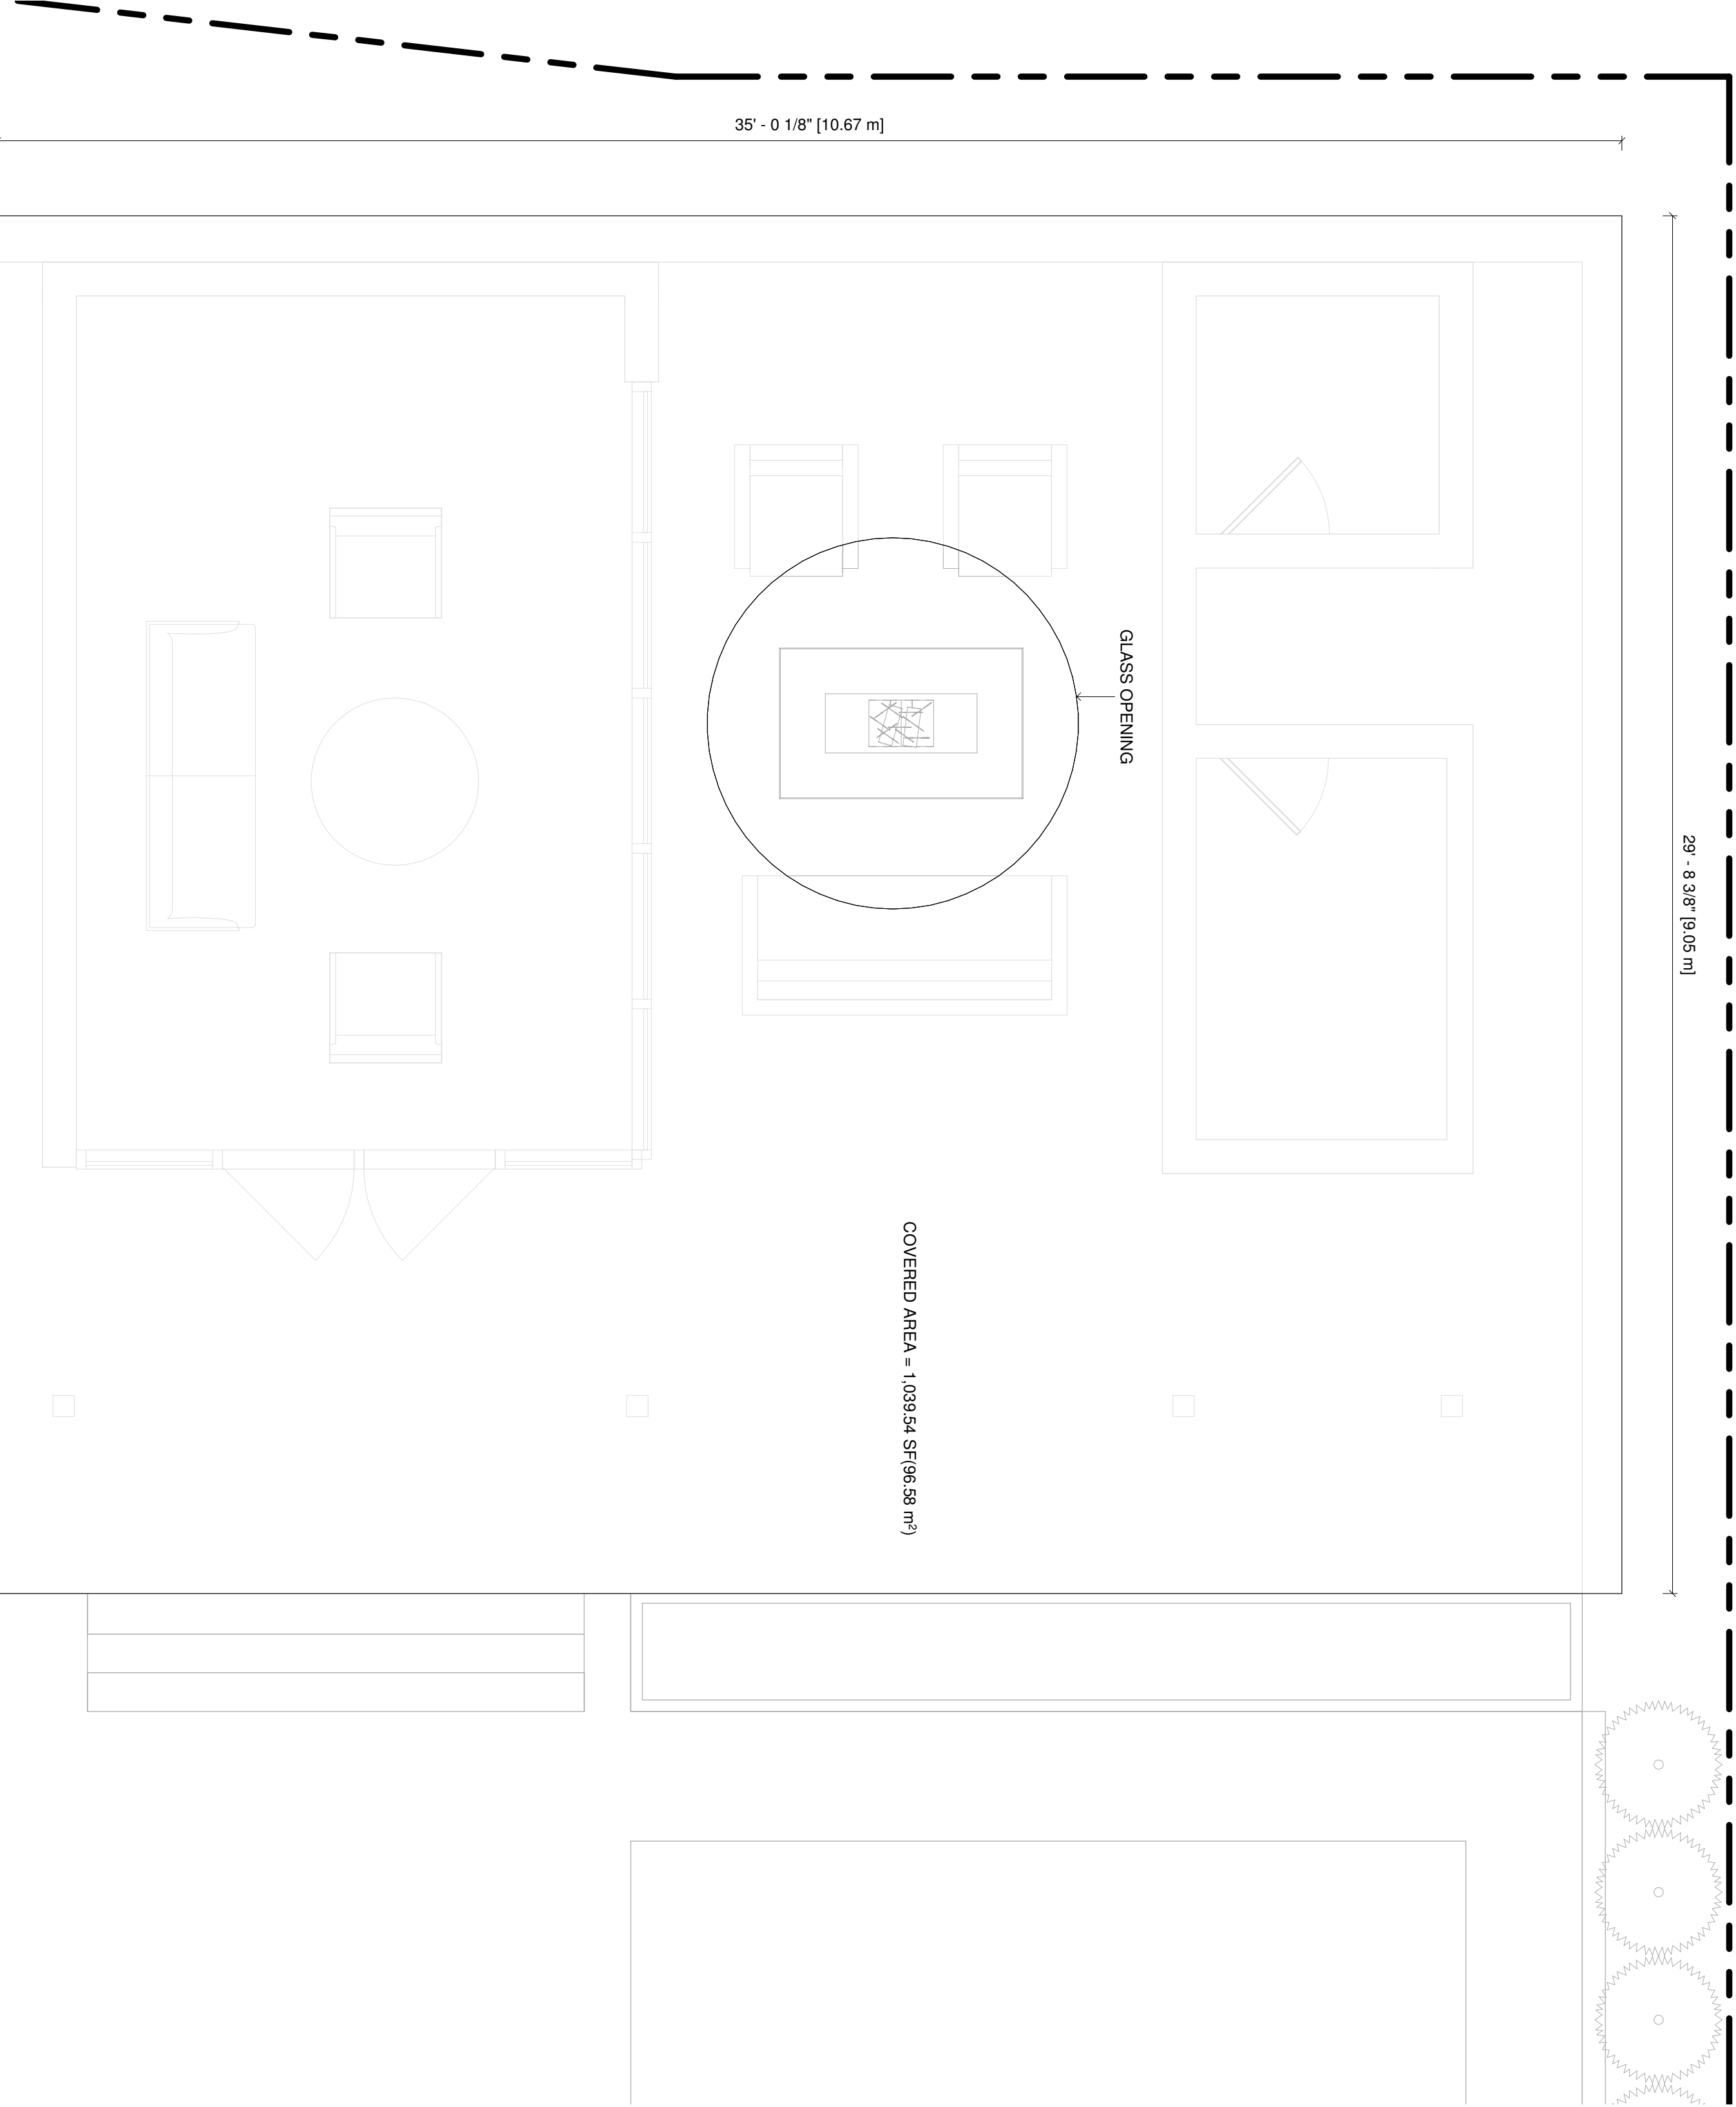 35' - 0 1/8" [10.67 m]
GLASS OPENING
29' - 8 3/8" [9.05 m]
COVERED AREA = 1,039.54 SF(96.58 m²)